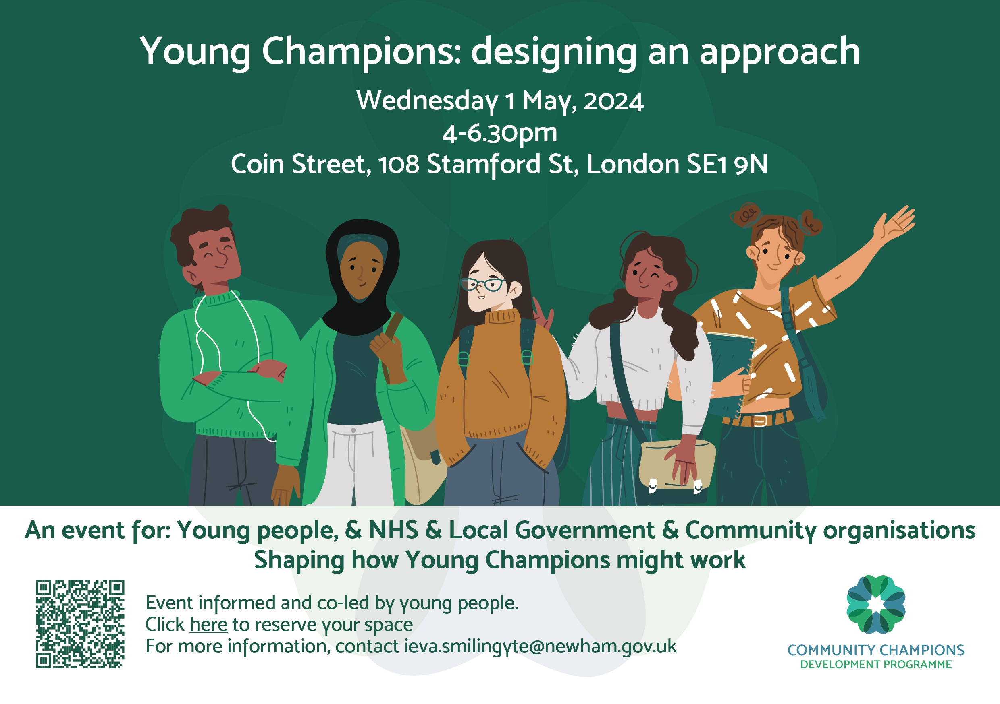 Young Champions: designing an approach
Wednesday 1 May, 2024
4-6.30pm
Coin Street, 108 Stamford St, London SE1 9N
An event for: Young people, & NHS & Local Government & Community organisations
Shaping how Young Champions might work
Event informed and co-led by young people.
Click here to reserve your space
For more information, contact ieva.smilingyte@newham.gov.uk
COMMUNITY CHAMPIONS
DEVELOPMENT PROGRAMME